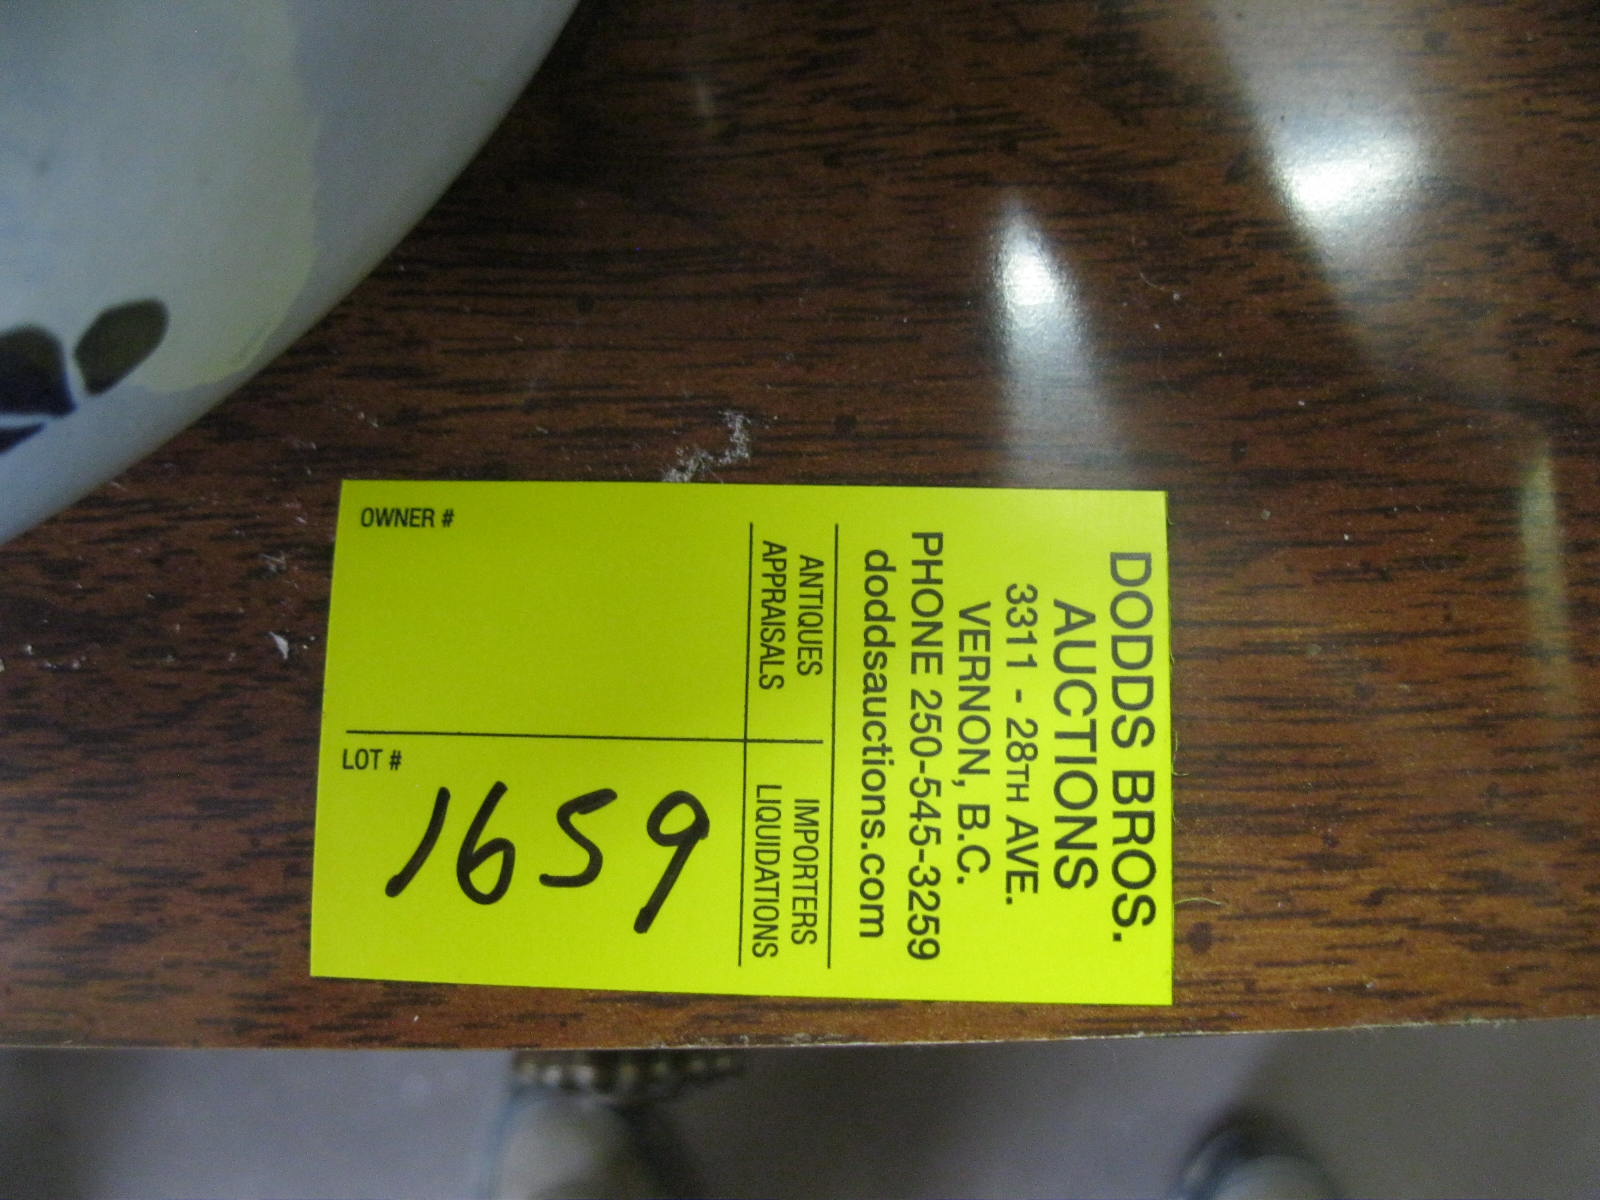 DODDS BROS.
AUCTIONS
3311 - 28TH AVE.
VERNON, B.C.
PHONE 250-545-3259
doddsauctions.com
ANTIQUES
APPRAISALS
IMPORTERS
LIQUIDATIONS
OWNER #
LOT #
1659